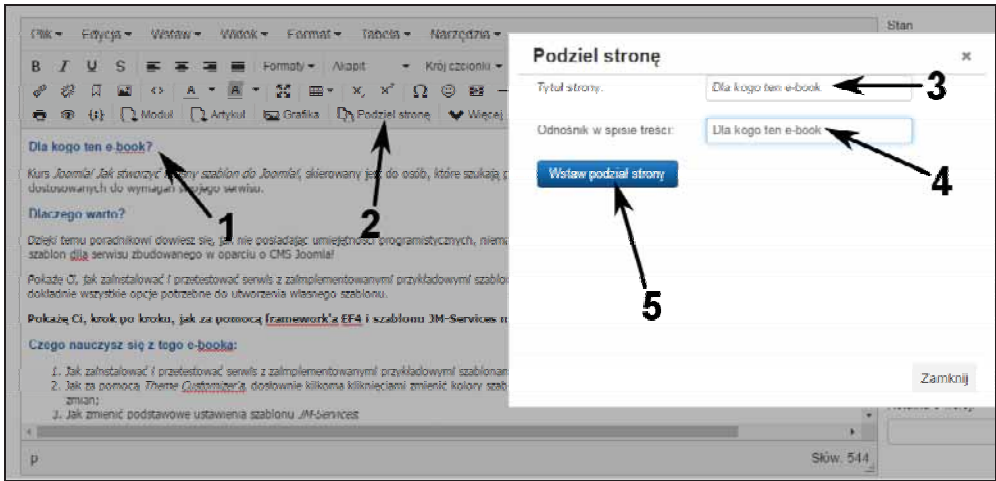 Plik Edycja Wstaw Widok Format Tabela Narzędzia
Stan
B I U S Formaty Akapit Krój czcionki
A A
Moduł Artykuł Grafika Podziel stronę Więcej
Dla kogo ten e-book?
Kurs Joomla! Jak stworzyć szablon do Joomla!, skierowany jest do osób, które szukają
dostosowanych do wymagań swojego serwisu.
Dlaczego warto?
Dzięki temu poradnikowi dowiesz się, jak nie posiadając umiejętności programistycznych,
szablon dlla serwisu zbudowanego w oparciu o CMS Joomla!
Pokażę Ci, jak zainstalować i przetestować serwis z zaimplementowanymi przykładowymi
dokładnie wszystkie opcje potrzebne do utworzenia własnego szablonu.
Pokażę Ci, krok po kroku, jak za pomocą framework'a EF4 i szablonu JM-Services
Czego nauczysz się z tego e-booka:
1. Jak zainstalować i przetestować serwis z zaimplementowanymi przykładowymi
2. Jak za pomocą Theme Customizer'a, dosłownie kilkoma kliknięciami zmienić kolory
zmian;
3. Jak zmienić podstawowe ustawienia szablonu JM-Services
p
Słów: 544
Podziel stronę ×
Tytuł strony: Dla kogo ten e-book 3
Odnośnik w spisie treści: Dla kogo ten e-book
4
Wstaw podział strony
1 2
5
Zamknij